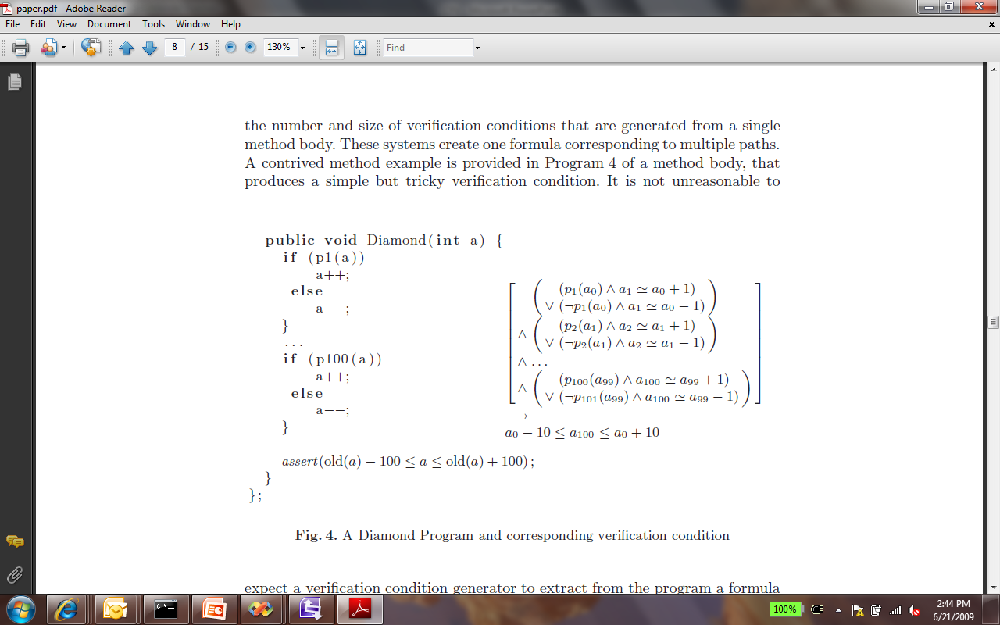 paper.pdf - Adobe Reader
File Edit View Document Tools Window Help
8 / 15 130% Find
the number and size of verification conditions that are generated from a single
method body. These systems create one formula corresponding to multiple paths.
A contrived method example is provided in Program 4 of a method body, that
produces a simple but tricky verification condition. It is not unreasonable to
public void Diamond(int a) {
if (p1(a))
a++;
else
a−−;
}
...
if (p100(a))
a++;
else
a−−;
}
assert(old(a) − 100 ≤ a ≤ old(a) + 100);
}
};
(p₁(a₀) ∧ a₁ ≃ a₀ + 1)
∨ (¬p₁(a₀) ∧ a₁ ≃ a₀ − 1)
∧ (p₂(a₁) ∧ a₂ ≃ a₁ + 1)
∨ (¬p₂(a₁) ∧ a₂ ≃ a₁ − 1)
∧ ...
∧ (p₁₀₀(a₉₉) ∧ a₁₀₀ ≃ a₉₉ + 1)
∨ (¬p₁₀₁(a₉₉) ∧ a₁₀₀ ≃ a₉₉ − 1)
→
a₀ − 10 ≤ a₁₀₀ ≤ a₀ + 10
Fig. 4. A Diamond Program and corresponding verification condition
expect a verification condition generator to extract from the program a formula
C:\_
100%
2:44 PM
6/21/2009